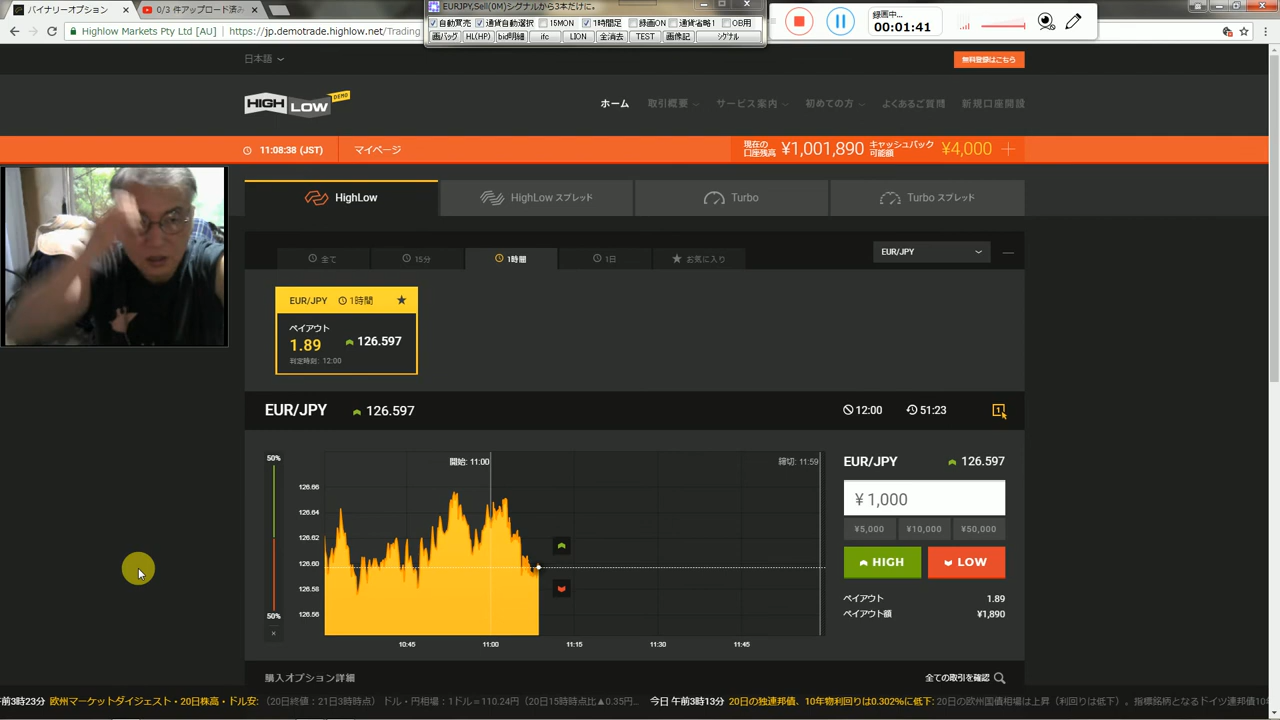 バイナリーオプション × 0/3 件アップロード済み ×
EURJPY,Sell(0M)シグナルから3本だけに。
自動売買 通貨自動選択 15MON 1時間足 録画ON 通貨省略1 OB用
画バッグ HL(HP) bid明細 ifc LION 全消去 TEST 画像記 シグナル
録画中...
00:01:41
Highlow Markets Pty Ltd [AU] https://jp.demotrade.highlow.net/Trading
日本語
無料登録はこちら
HIGH LOW DEMO
ホーム 取引概要 サービス案内 初めての方 よくあるご質問 新規口座開設
11:08:38 (JST) マイページ 現在の口座残高 ¥1,001,890 キャッシュバック可能額 ¥4,000
HighLow HighLow スプレッド Turbo Turbo スプレッド
全て 15分 1時間 1日 お気に入り EUR/JPY
EUR/JPY 1時間
ペイアウト
1.89 126.597
判定時刻: 12:00
EUR/JPY 126.597 12:00 51:23 1
50% 開始: 11:00 締切: 11:59
EUR/JPY 126.597
126.66
¥ 1,000
126.64
¥5,000 ¥10,000 ¥50,000
126.62
126.60
HIGH LOW
126.58
ペイアウト 1.89
126.56
ペイアウト額 ¥1,890
50%
10:45 11:00 11:15 11:30 11:45
購入オプション詳細 全ての取引を確認
前3時23分 欧州マーケットダイジェスト・20日株高・ドル安: (20日終値：21日3時時点）ドル・円相場：1ドル＝110.24円（20日15時時点比▲0.35円... 今日 午前3時13分 20日の独連邦債、10年物利回りは0.302%に低下: 20日の欧州国債相場は上昇（利回りは低下）。指標銘柄となるドイツ連邦債10